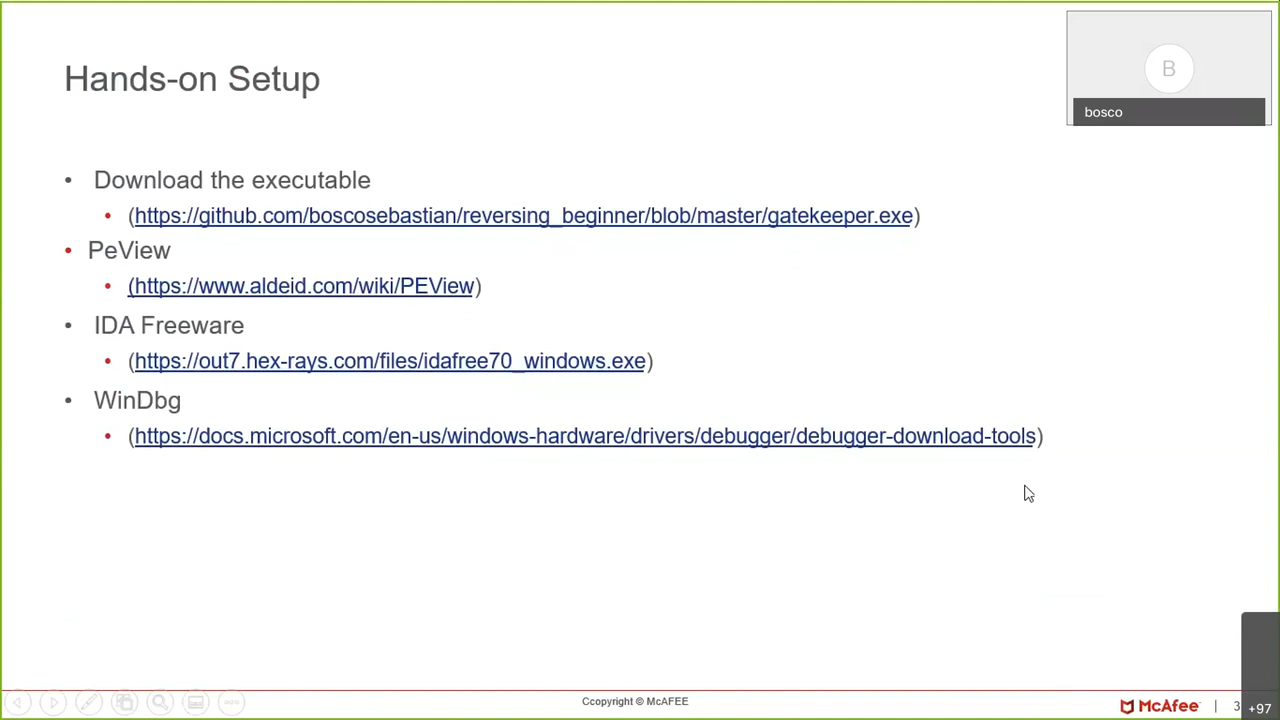 B
bosco
Hands-on Setup
• Download the executable
• (https://github.com/boscosebastian/reversing_beginner/blob/master/gatekeeper.exe)
• PeView
• (https://www.aldeid.com/wiki/PEView)
• IDA Freeware
• (https://out7.hex-rays.com/files/idafree70_windows.exe)
• WinDbg
• (https://docs.microsoft.com/en-us/windows-hardware/drivers/debugger/debugger-download-tools)
Ccopyright © McAFEE
McAfee | 3
+97